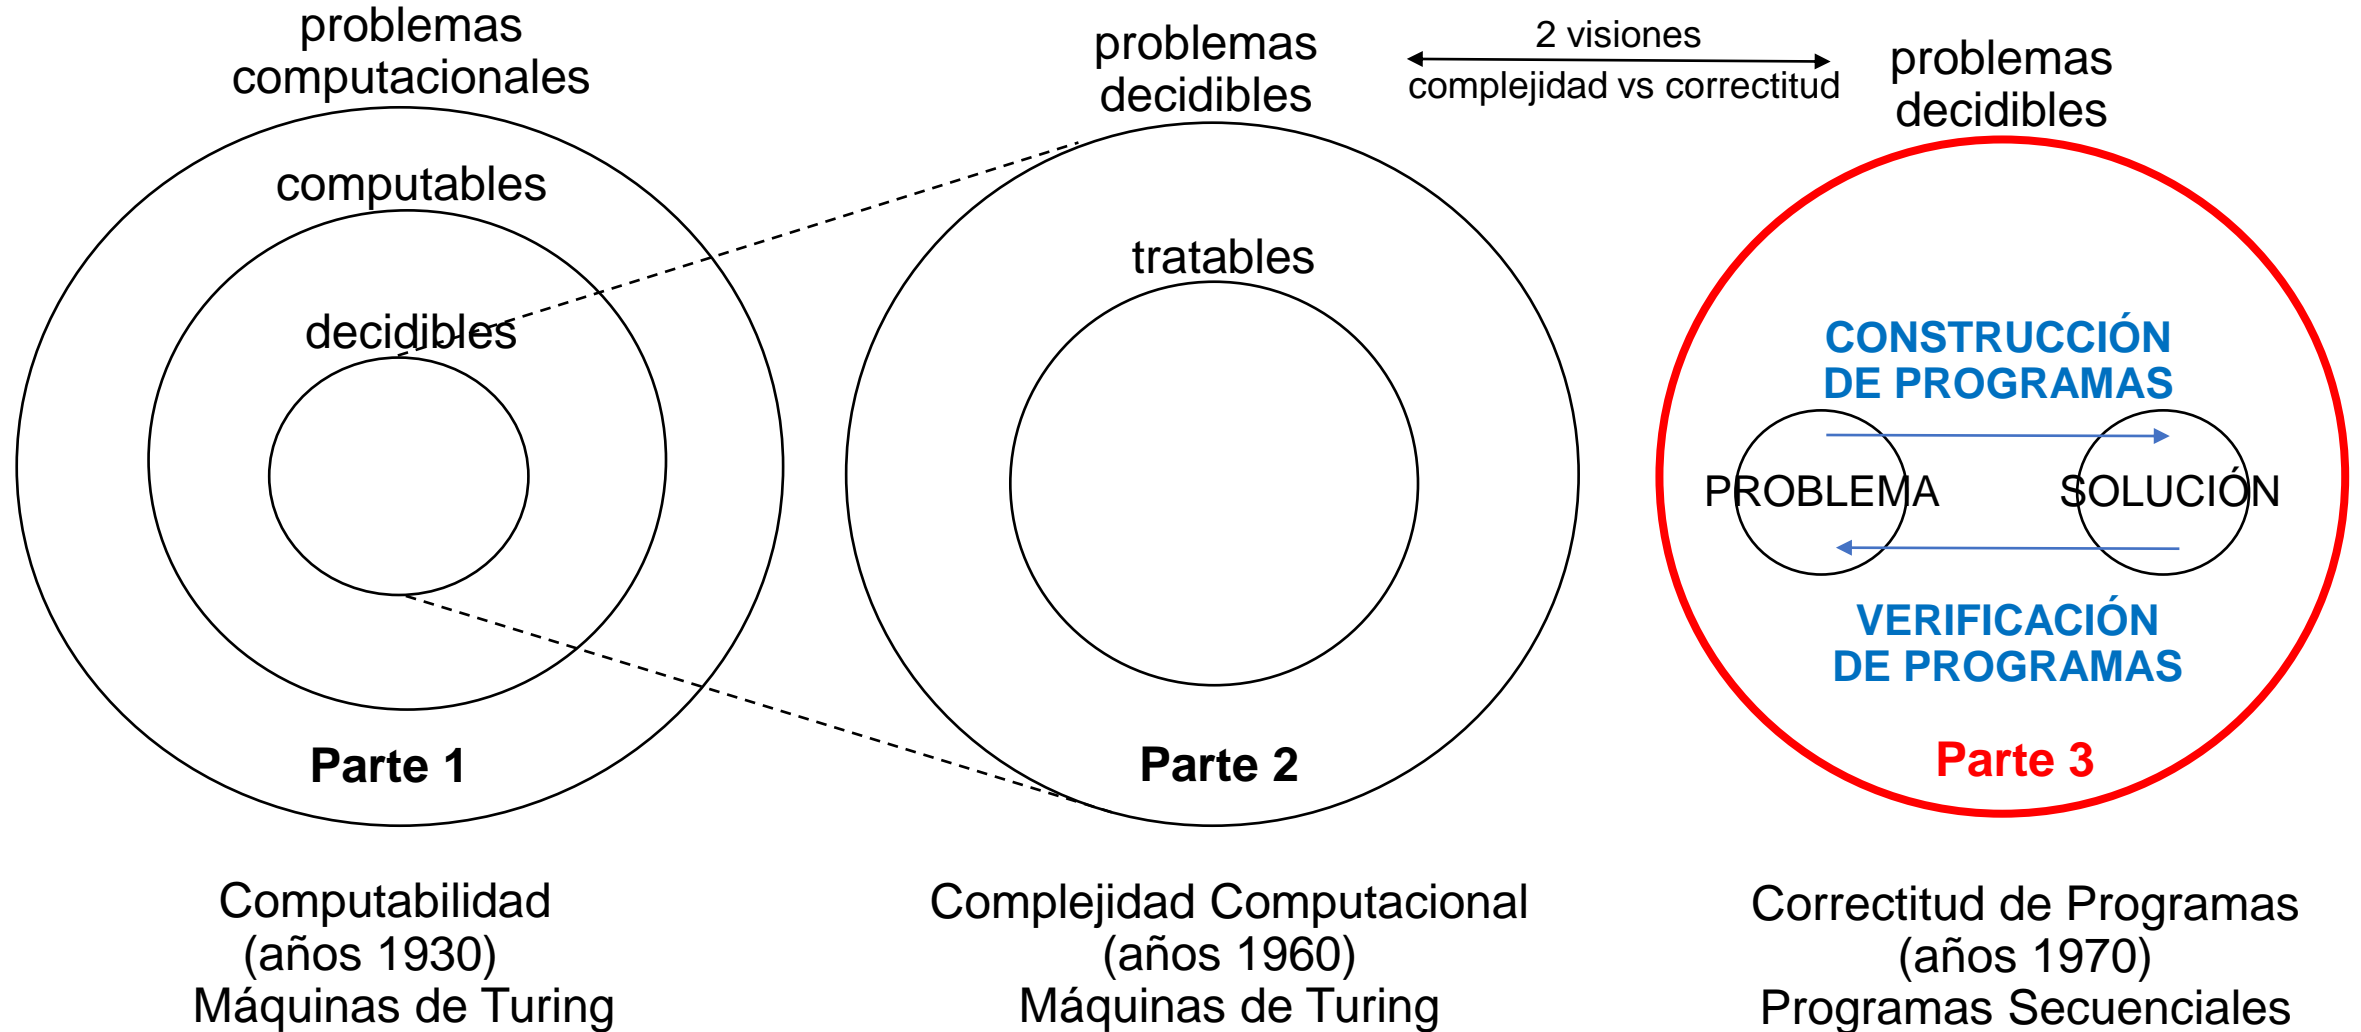 problemas
computacionales
computables
decidibles
Parte 1
Computabilidad
(años 1930)
Máquinas de Turing
problemas
decidibles
tratables
Parte 2
Complejidad Computacional
(años 1960)
Máquinas de Turing
2 visiones
complejidad vs correctitud
problemas
decidibles
CONSTRUCCIÓN
DE PROGRAMAS
PROBLEMA SOLUCIÓN
VERIFICACIÓN
DE PROGRAMAS
Parte 3
Correctitud de Programas
(años 1970)
Programas Secuenciales